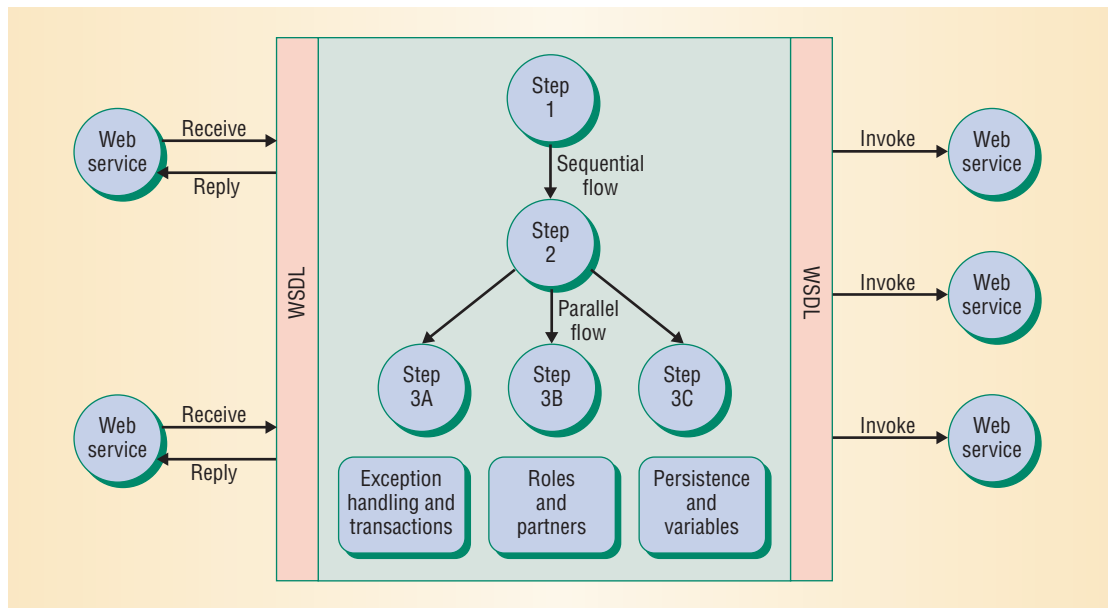 Web
service
Receive
Reply
Web
service
Receive
Reply
WSDL
Step
1
Sequential
flow
Step
2
Parallel
flow
Step
3A
Step
3B
Step
3C
Exception
handling and
transactions
Roles
and
partners
Persistence
and
variables
WSDL
Invoke
Web
service
Invoke
Web
service
Invoke
Web
service